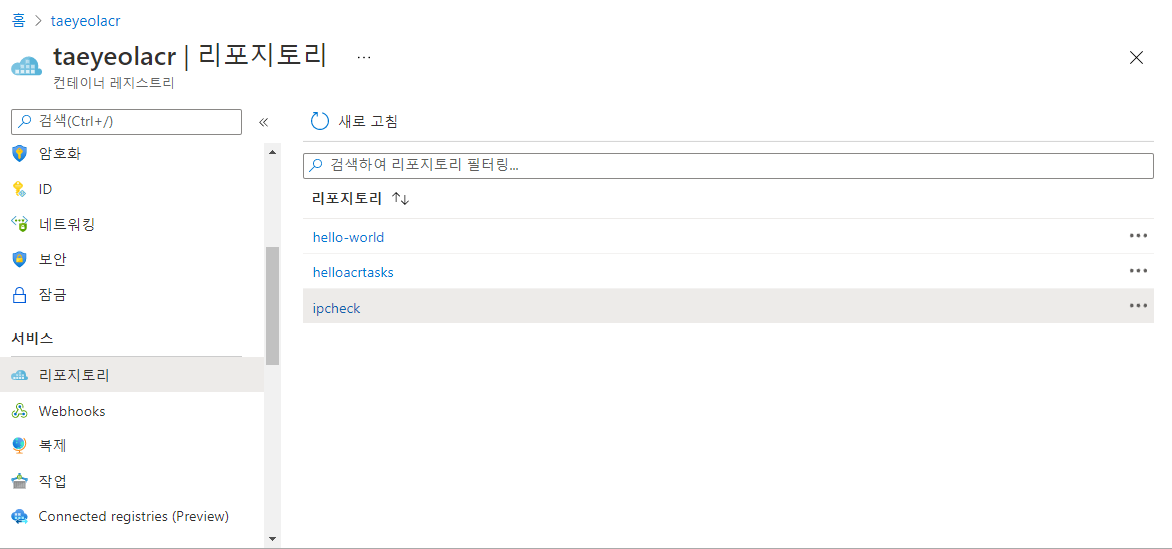 홈 > taeyeolacr
taeyeolacr | 리포지토리 ...
컨테이너 레지스트리
검색(Ctrl+/)
«
암호화
ID
네트워킹
보안
잠금
서비스
리포지토리
Webhooks
복제
작업
Connected registries (Preview)
새로 고침
검색하여 리포지토리 필터링...
리포지토리 ↑↓
hello-world
helloacrtasks
ipcheck